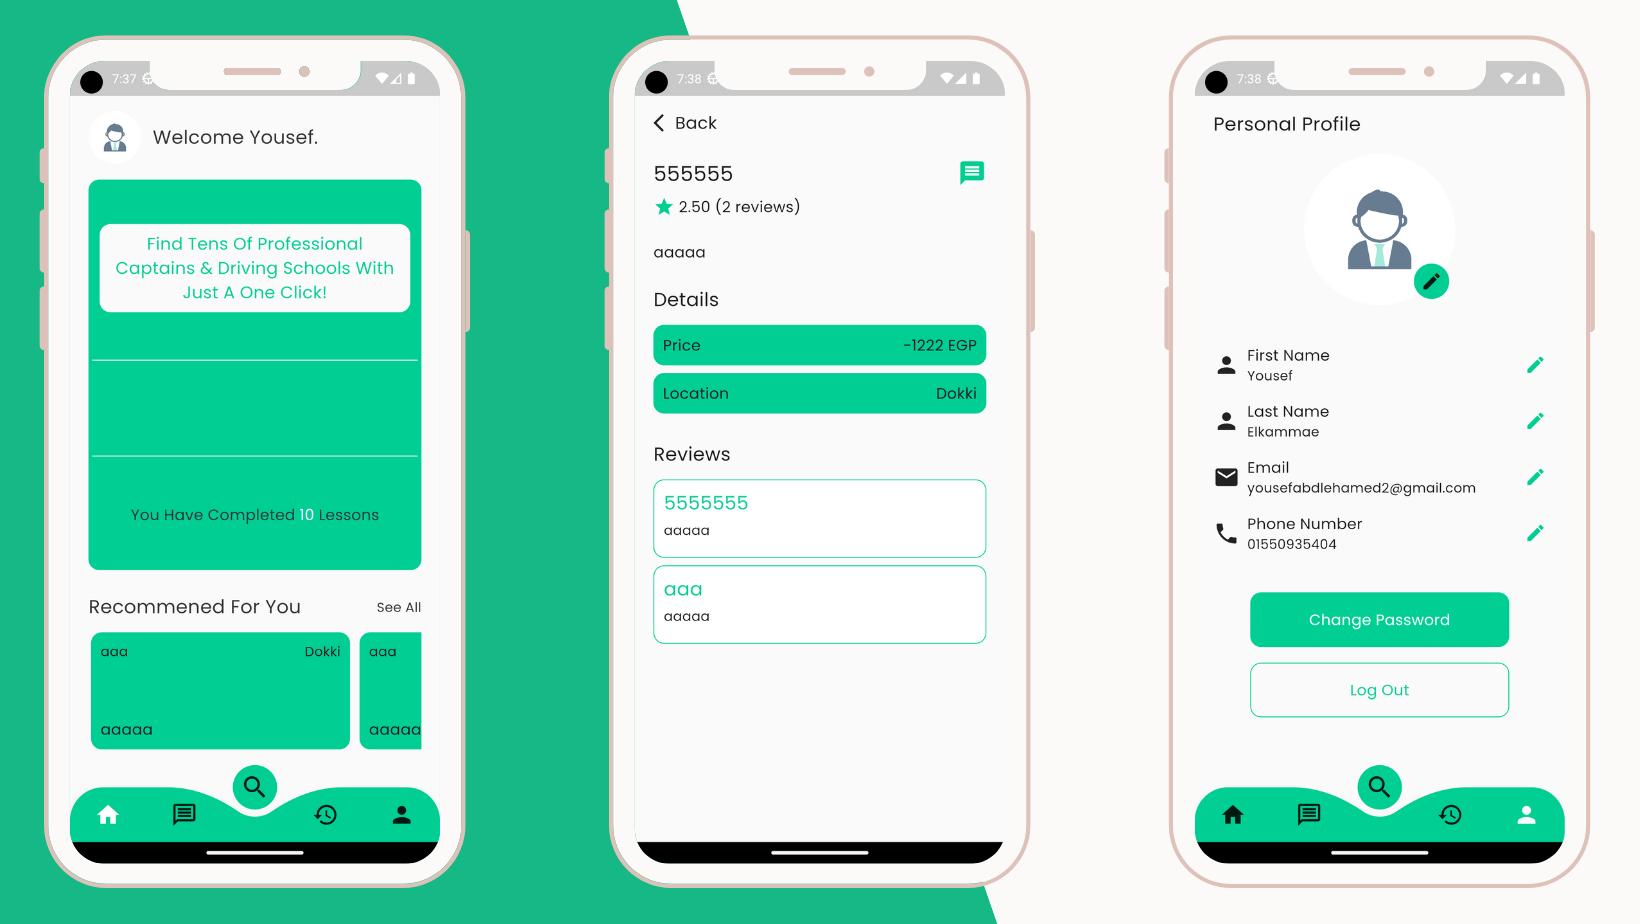 7:37
Welcome Yousef.
Find Tens Of Professional
Captains & Driving Schools With
Just A One Click!
You Have Completed 10 Lessons
Recommened For You See All
aaa Dokki aaa
aaaaa aaaaa
7:38
Back
555555
2.50 (2 reviews)
aaaaa
Details
Price -1222 EGP
Location Dokki
Reviews
5555555
aaaaa
aaa
aaaaa
7:38
Personal Profile
First Name
Yousef
Last Name
Elkammae
Email
yousefabdlehamed2@gmail.com
Phone Number
01550935404
Change Password
Log Out